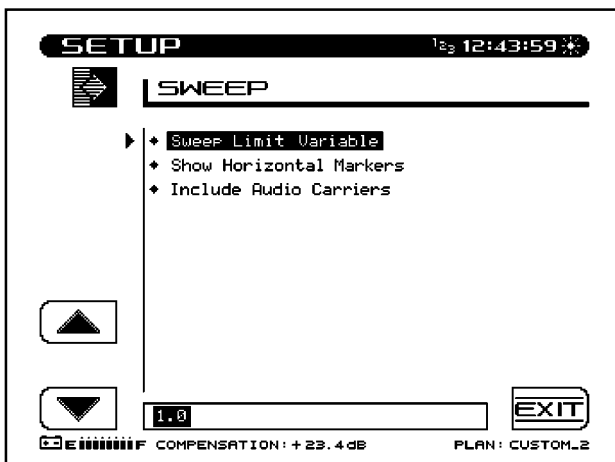 SETUP 123 12:43:59
SWEEP
Sweep Limit Variable
Show Horizontal Markers
Include Audio Carriers
1.0
EXIT
E F COMPENSATION:+23.4dB PLAN: CUSTOM_2